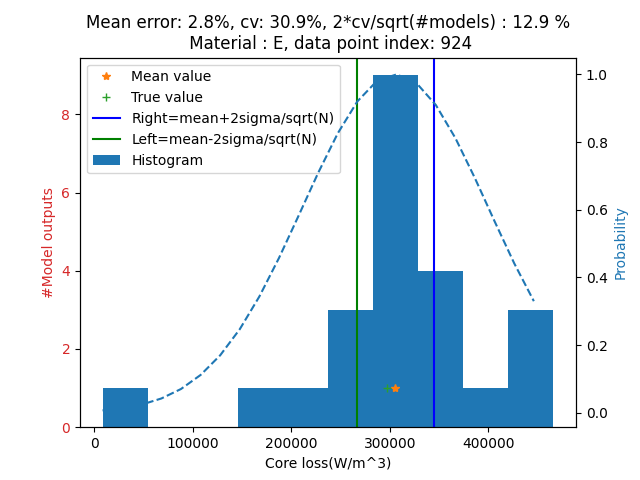 Mean error: 2.8%, cv: 30.9%, 2*cv/sqrt(#models) : 12.9 %
Material : E, data point index: 924
Mean value
True value
Right=mean+2sigma/sqrt(N)
Left=mean-2sigma/sqrt(N)
Histogram
#Model outputs
8
6
4
2
0
0
100000
200000
300000
400000
Core loss(W/m^3)
1.0
0.8
0.6
0.4
0.2
0.0
Probability